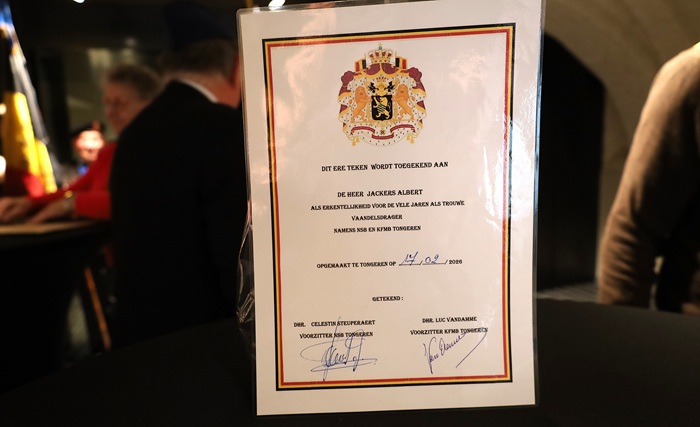 DIT ERE TEKEN WORDT TOEGEKEND AAN
DE HEER JACKERS ALBERT
ALS ERKENTELIJKHEID VOOR DE VELE JAREN ALS TROUWE
VAANDELSDRAGER
NAMENS NSB EN KFMB TONGEREN
OPGEMAAKT TE TONGEREN OP 17/02/2026
GETEKEND :
DHR. CELESTIN STEUPERAERT
VOORZITTER NSB TONGEREN
DHR. LUC VANDAMME
VOORZITTER KFMB TONGEREN